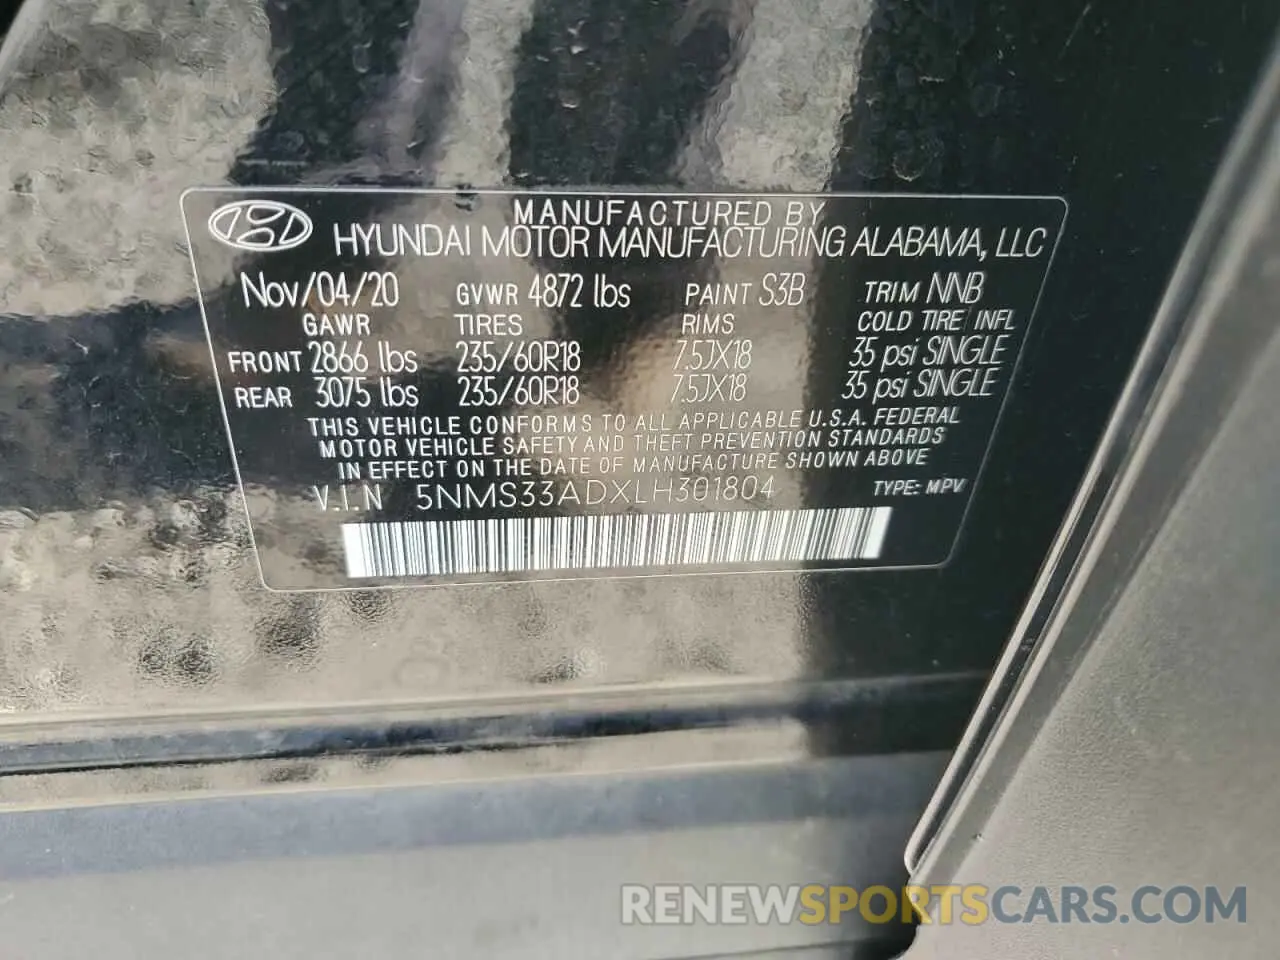 MANUFACTURED BY
HYUNDAI MOTOR MANUFACTURING ALABAMA, LLC
Nov/04/20 GVWR 4872 lbs PAINT S3B TRIM NNB
GAWR TIRES RIMS COLD TIRE INFL
FRONT 2866 lbs 235/60R18 7.5JX18 35 psi SINGLE
REAR 3075 lbs 235/60R18 7.5JX18 35 psi SINGLE
THIS VEHICLE CONFORMS TO ALL APPLICABLE U.S.A. FEDERAL
MOTOR VEHICLE SAFETY AND THEFT PREVENTION STANDARDS
IN EFFECT ON THE DATE OF MANUFACTURE SHOWN ABOVE
V.I.N 5NMS33ADXLH301804 TYPE: MPV
RENEWSPORTSCARS.COM